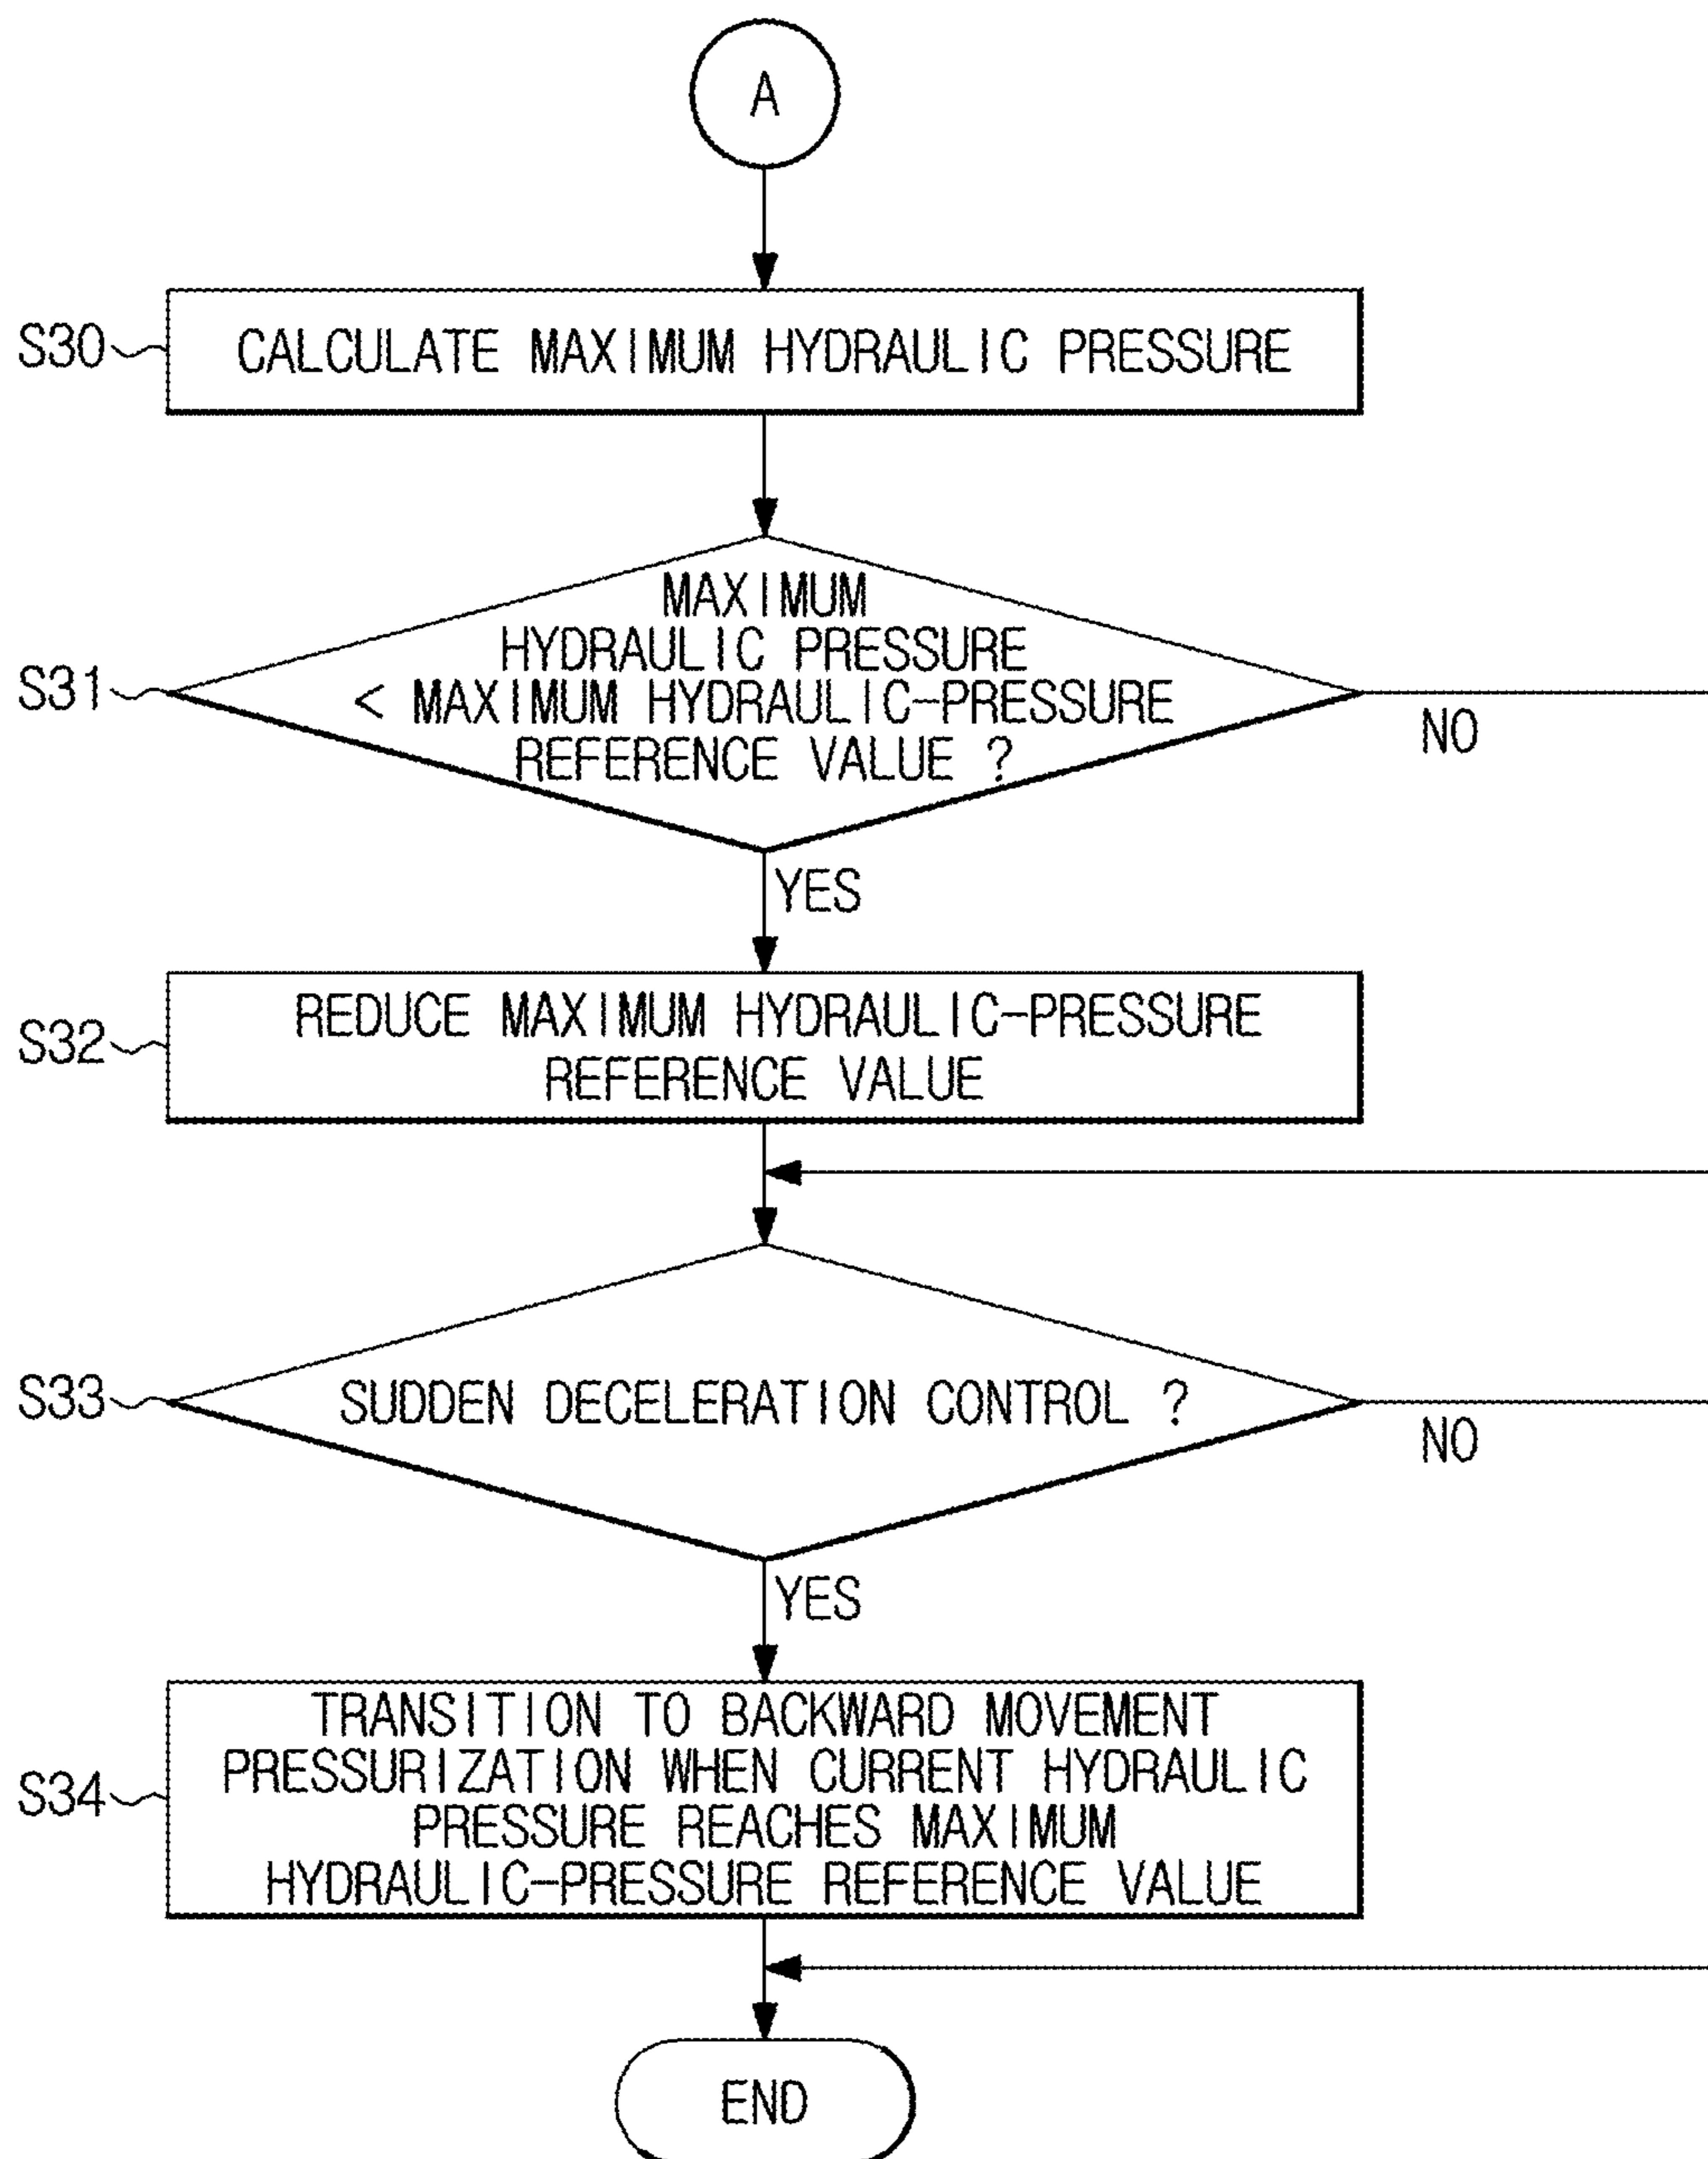 A
S30
CALCULATE MAXIMUM HYDRAULIC PRESSURE
S31
MAXIMUM
HYDRAULIC PRESSURE
< MAXIMUM HYDRAULIC-PRESSURE
REFERENCE VALUE ?
NO
YES
S32
REDUCE MAXIMUM HYDRAULIC-PRESSURE
REFERENCE VALUE
S33
SUDDEN DECELERATION CONTROL ?
NO
YES
S34
TRANSITION TO BACKWARD MOVEMENT
PRESSURIZATION WHEN CURRENT HYDRAULIC
PRESSURE REACHES MAXIMUM
HYDRAULIC-PRESSURE REFERENCE VALUE
END